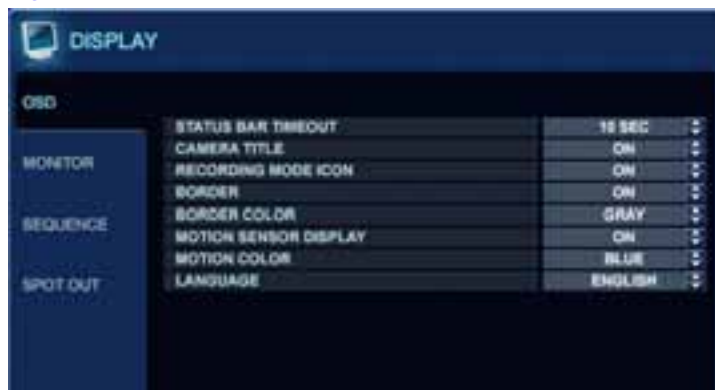 DISPLAY
OSD
STATUS BAR TIMEOUT 10 SEC
CAMERA TITLE ON
MONITOR
RECORDING MODE ICON ON
BORDER ON
BORDER COLOR GRAY
SEQUENCE
MOTION SENSOR DISPLAY ON
MOTION COLOR BLUE
LANGUAGE ENGLISH
SPOT OUT